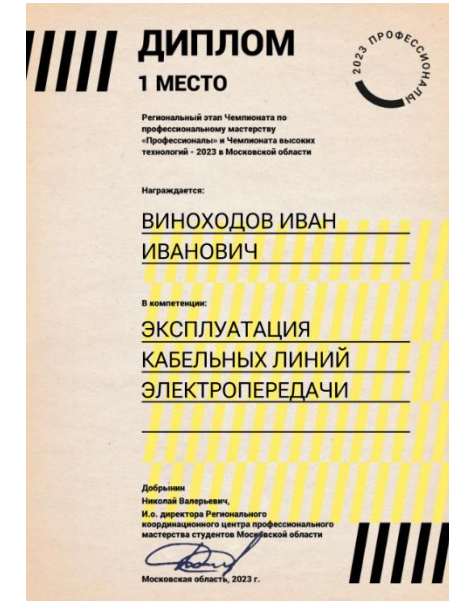 ДИПЛОМ
1 МЕСТО
2023 ПРОФЕССИОНАЛЫ
Региональный этап Чемпионата по
профессиональному мастерству
«Профессионалы» и Чемпионата высоких
технологий - 2023 в Московской области
Награждается:
ВИНОХОДОВ ИВАН
ИВАНОВИЧ
В компетенции:
ЭКСПЛУАТАЦИЯ
КАБЕЛЬНЫХ ЛИНИЙ
ЭЛЕКТРОПЕРЕДАЧИ
Добрынин
Николай Валерьевич,
И.о. директора Регионального
координационного центра профессионального
мастерства студентов Московской области
Московская область, 2023 г.